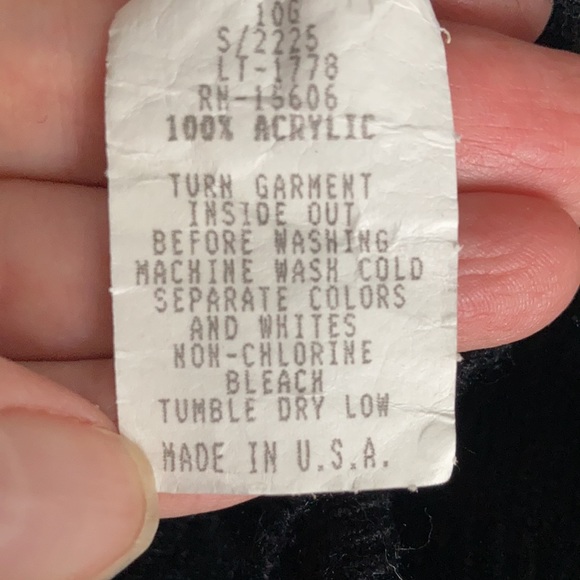 10G
S/2225
LT-1778
RN-15606
100% ACRYLIC
TURN GARMENT
INSIDE OUT
BEFORE WASHING
MACHINE WASH COLD
SEPARATE COLORS
AND WHITES
NON-CHLORINE
BLEACH
TUMBLE DRY LOW
MADE IN U.S.A.